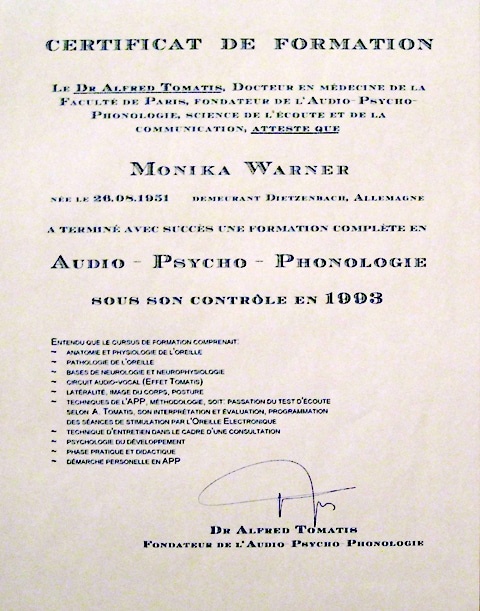 CERTIFICAT DE FORMATION
LE DR ALFRED TOMATIS, DOCTEUR EN MÉDECINE DE LA
FACULTÉ DE PARIS, FONDATEUR DE L'AUDIO-PSYCHO-
PHONOLOGIE, SCIENCE DE L'ÉCOUTE ET DE LA
COMMUNICATION, ATTESTE QUE
MONIKA WARNER
NÉE LE 26.08.1951 DEMEURANT DIETZENBACH, ALLEMAGNE
A TERMINÉ AVEC SUCCÈS UNE FORMATION COMPLÈTE EN
AUDIO - PSYCHO - PHONOLOGIE
SOUS SON CONTRÔLE EN 1993
ENTENDU QUE LE CURSUS DE FORMATION COMPRENAIT:
~ ANATOMIE ET PHYSIOLOGIE DE L'OREILLE
~ PATHOLOGIE DE L'OREILLE
~ BASES DE NEUROLOGIE ET NEUROPHYSIOLOGIE
~ CIRCUIT AUDIO-VOCAL (EFFET TOMATIS)
~ LATÉRALITÉ, IMAGE DU CORPS, POSTURE
~ TECHNIQUES DE L'APP, MÉTHODOLOGIE, SOIT: PASSATION DU TEST D'ÉCOUTE
SELON A. TOMATIS, SON INTERPRÉTATION ET ÉVALUATION, PROGRAMMATION
DES SÉANCES DE STIMULATION PAR L'OREILLE ELECTRONIQUE
~ TECHNIQUE D'ENTRETIEN DANS LE CADRE D'UNE CONSULTATION
~ PSYCHOLOGIE DU DÉVELOPPEMENT
~ PHASE PRATIQUE ET DIDACTIQUE
~ DÉMARCHE PERSONELLE EN APP
DR ALFRED TOMATIS
FONDATEUR DE L'AUDIO-PSYCHO-PHONOLOGIE